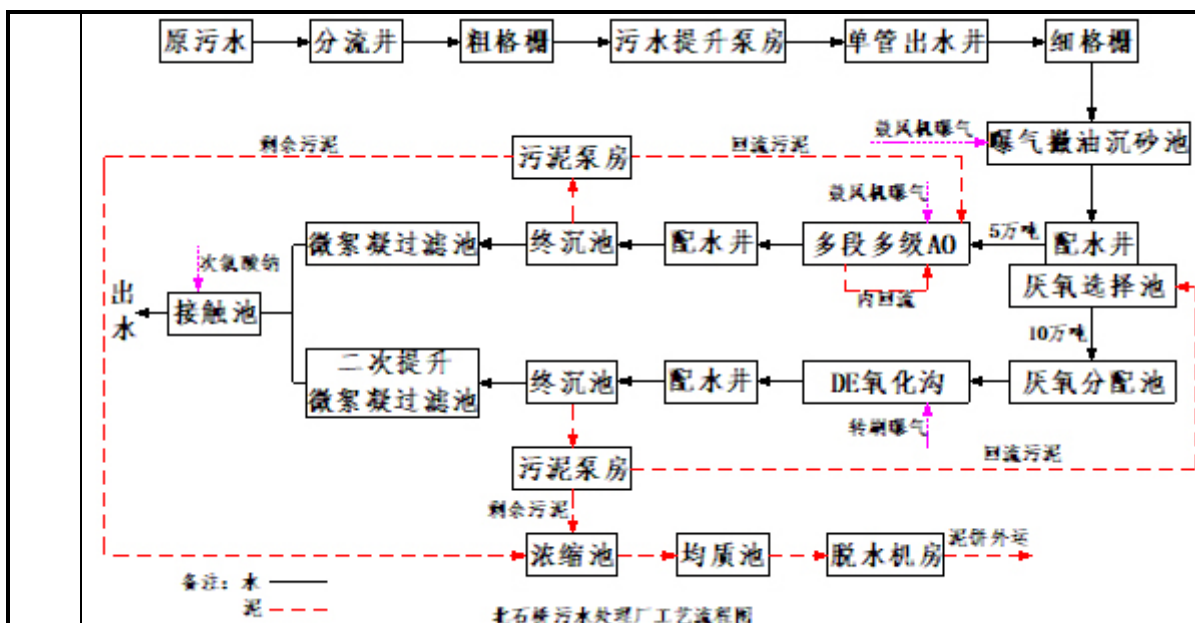 原污水
分流井
粗格栅
污水提升泵房
单管出水井
细格栅
鼓风机曝气
曝气撇油沉砂池
剩余污泥
污泥泵房
回流污泥
鼓风机曝气
微絮凝过滤池
终沉池
配水井
多段多级AO
5万吨
配水井
次氯酸钠
内回流
厌氧选择池
出水
接触池
10万吨
二次提升
微絮凝过滤池
终沉池
配水井
DE氧化沟
厌氧分配池
转刷曝气
污泥泵房
回流污泥
剩余污泥
浓缩池
均质池
脱水机房
泥饼外运
备注：水
泥
北石桥污水处理厂工艺流程图